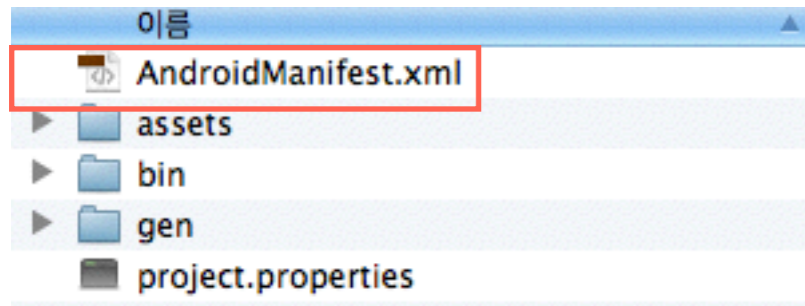 이름
AndroidManifest.xml
assets
bin
gen
project.properties